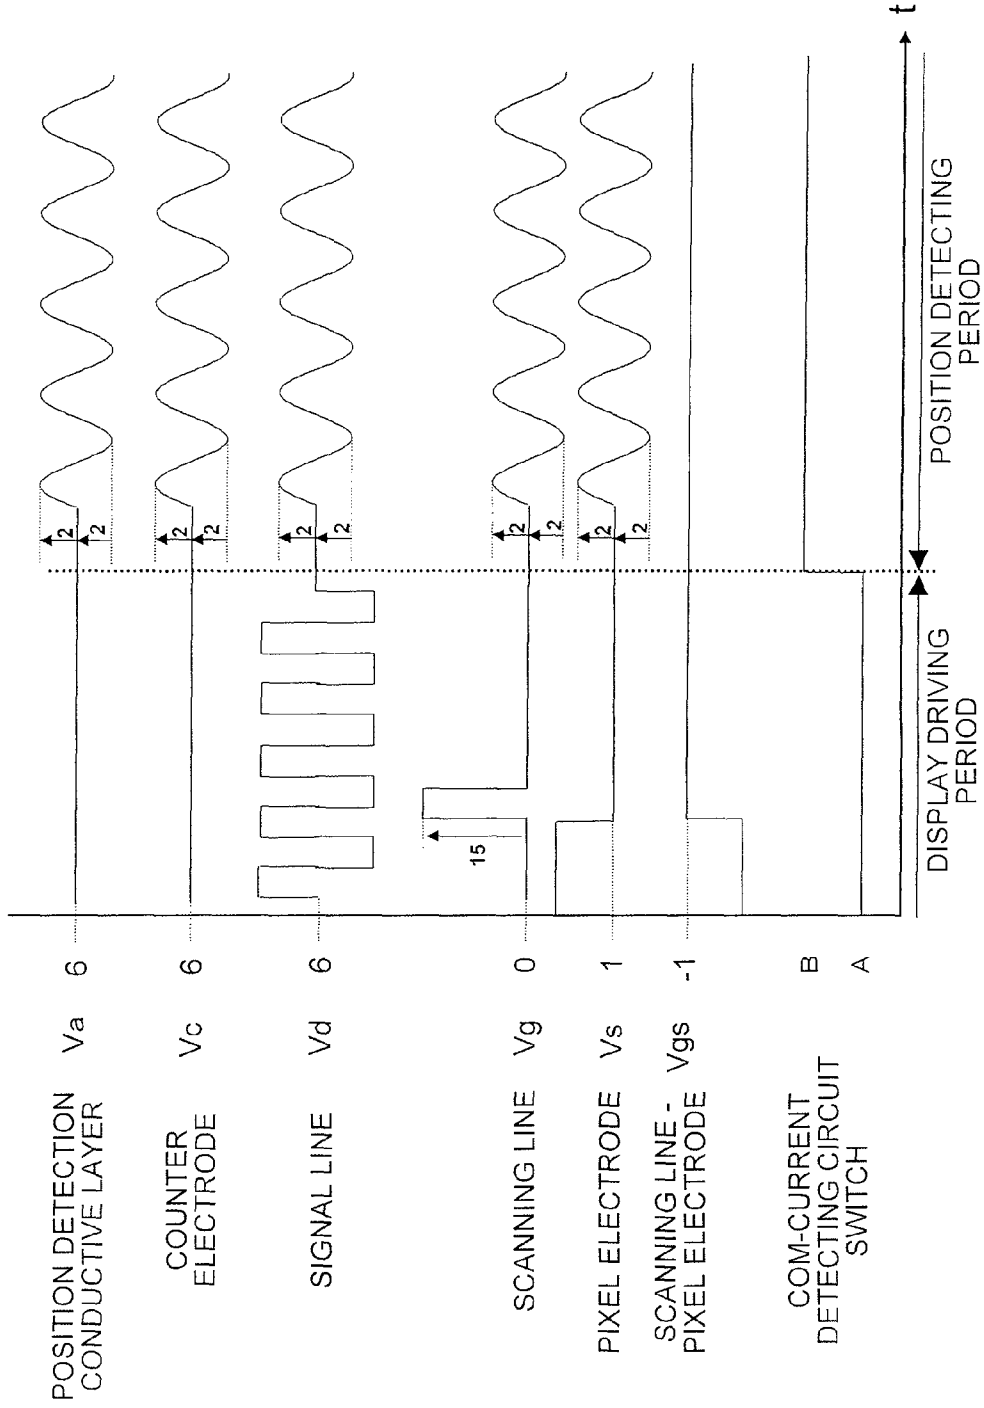 POSITION DETECTION
CONDUCTIVE LAYER
Va 6
2
2
COUNTER
ELECTRODE
Vc 6
2
2
SIGNAL LINE Vd 6
2
2
SCANNING LINE Vg 0
15
2
2
PIXEL ELECTRODE Vs 1
2
2
SCANNING LINE -
PIXEL ELECTRODE
Vgs -1
COM-CURRENT
DETECTING CIRCUIT
SWITCH
B
A
t
DISPLAY DRIVING
PERIOD
POSITION DETECTING
PERIOD